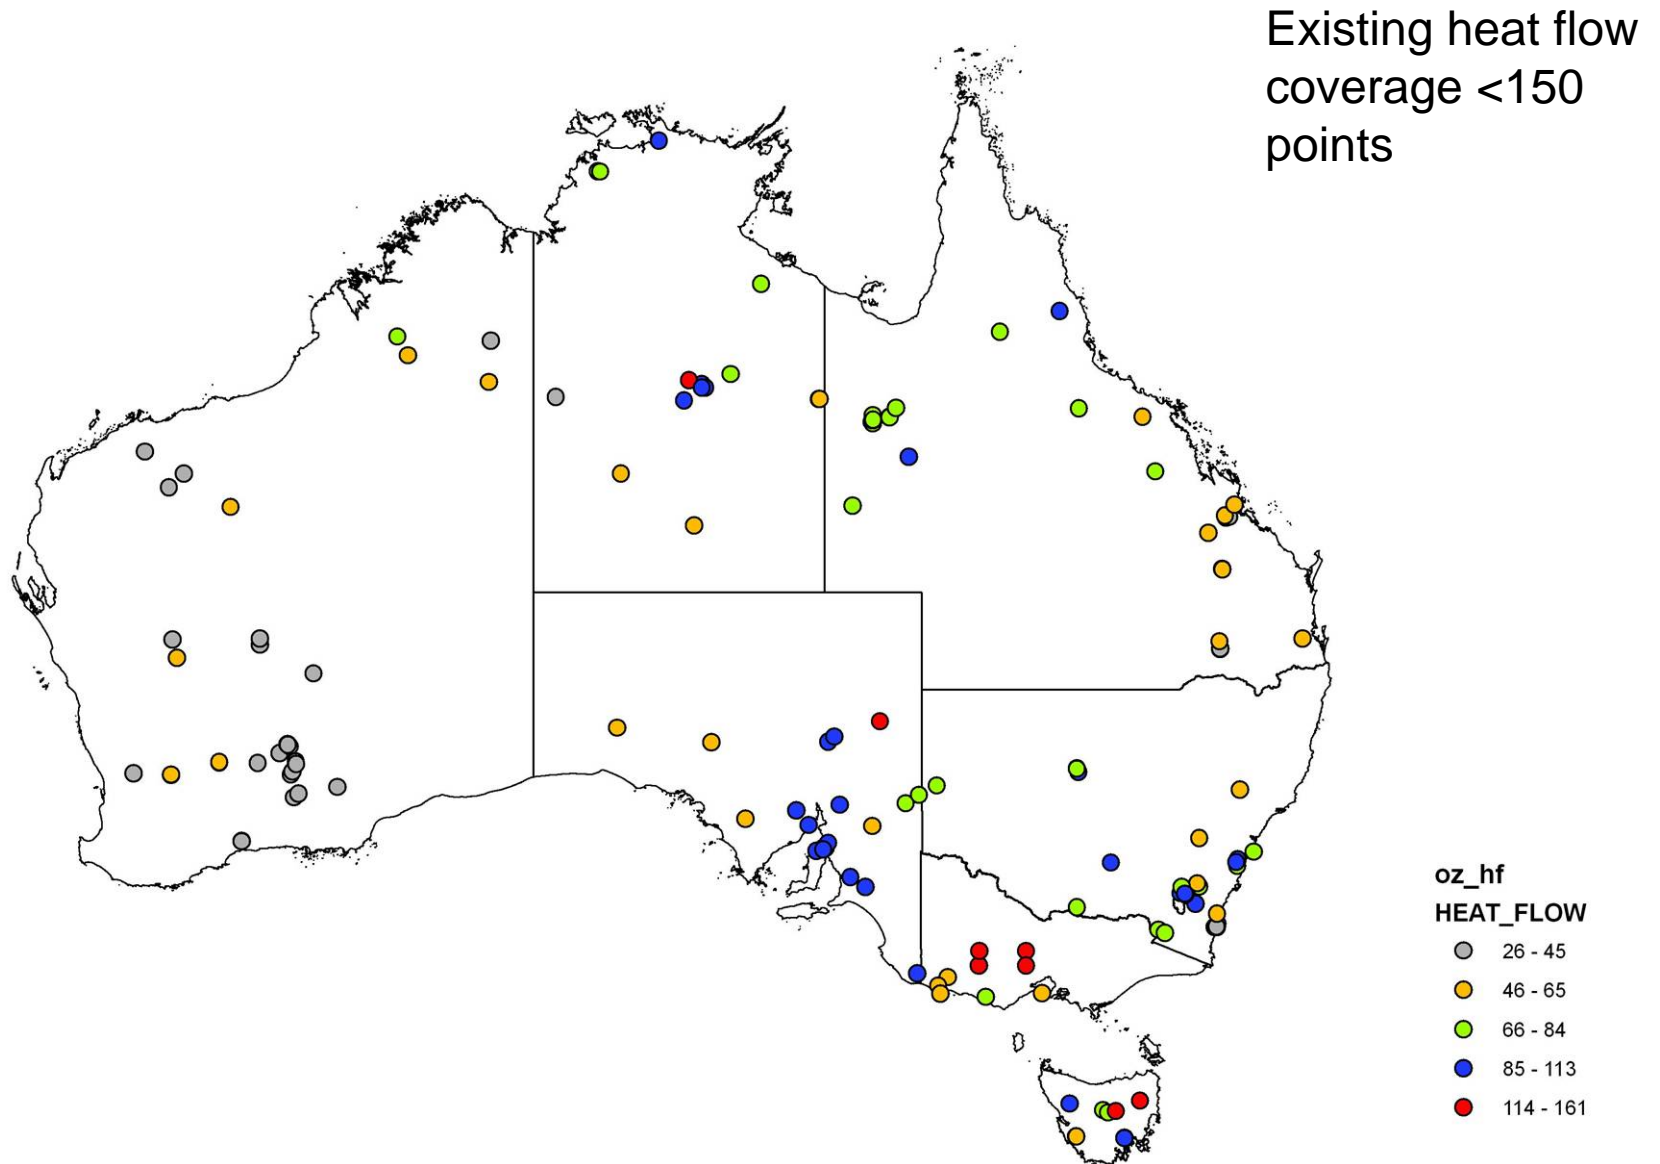 Existing heat flow
coverage <150
points
oz_hf
HEAT_FLOW
26 - 45
46 - 65
66 - 84
85 - 113
114 - 161